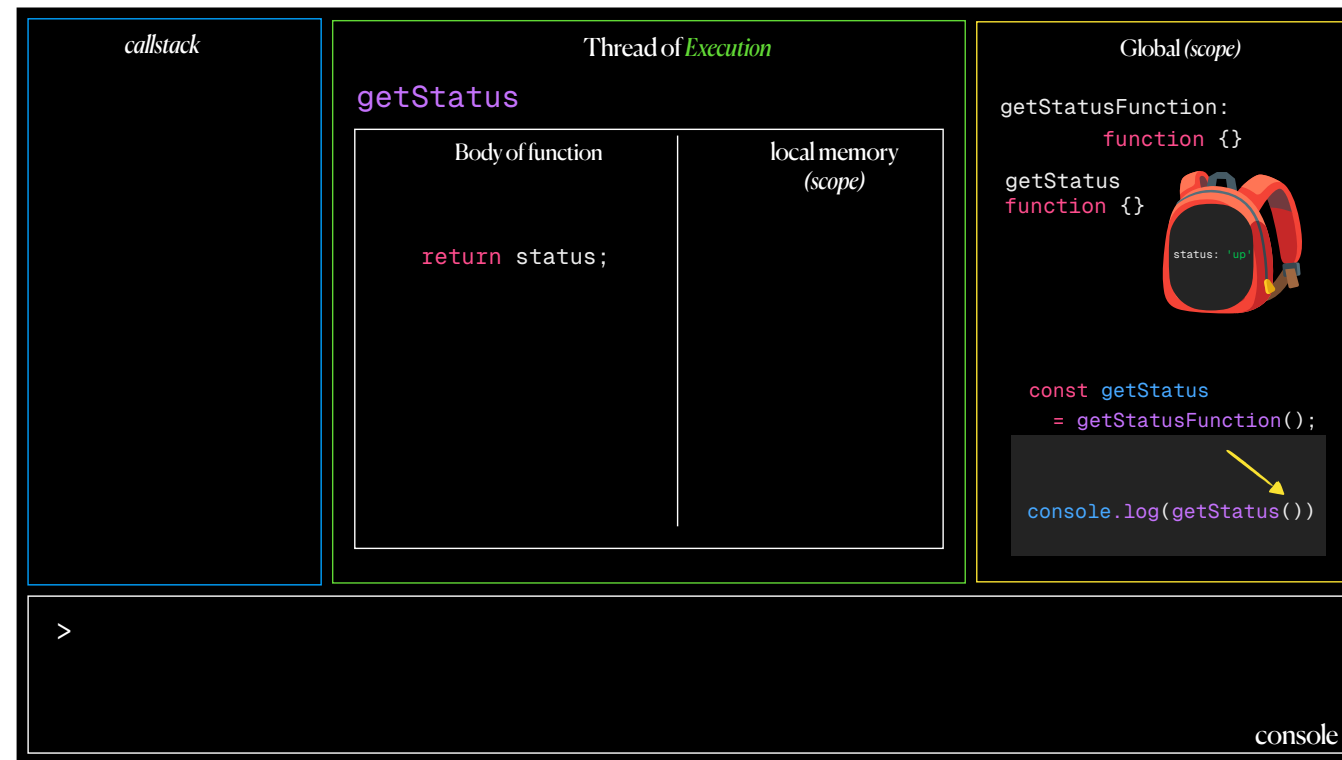 callstack
Thread of Execution
getStatus
Body of function
local memory
(scope)
return status;
Global (scope)
getStatusFunction:
function {}
getStatus
function {}
status: 'up'
const getStatus
= getStatusFunction();
console.log(getStatus())
>
console